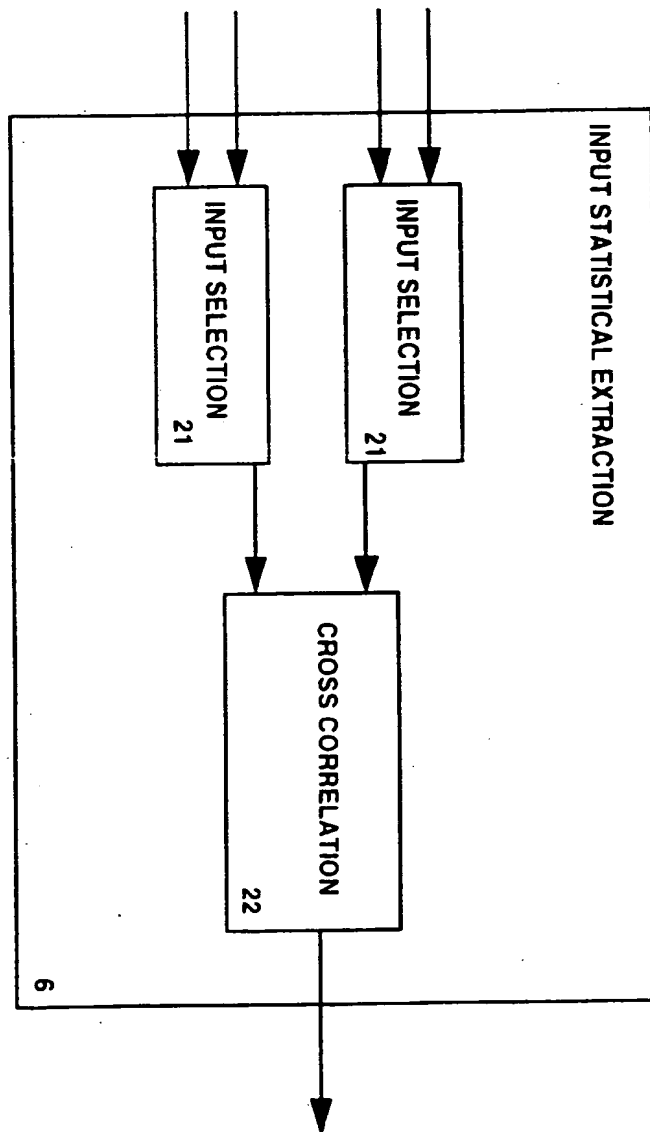 INPUT STATISTICAL EXTRACTION
INPUT SELECTION
21
INPUT SELECTION
21
CROSS CORRELATION
22
6